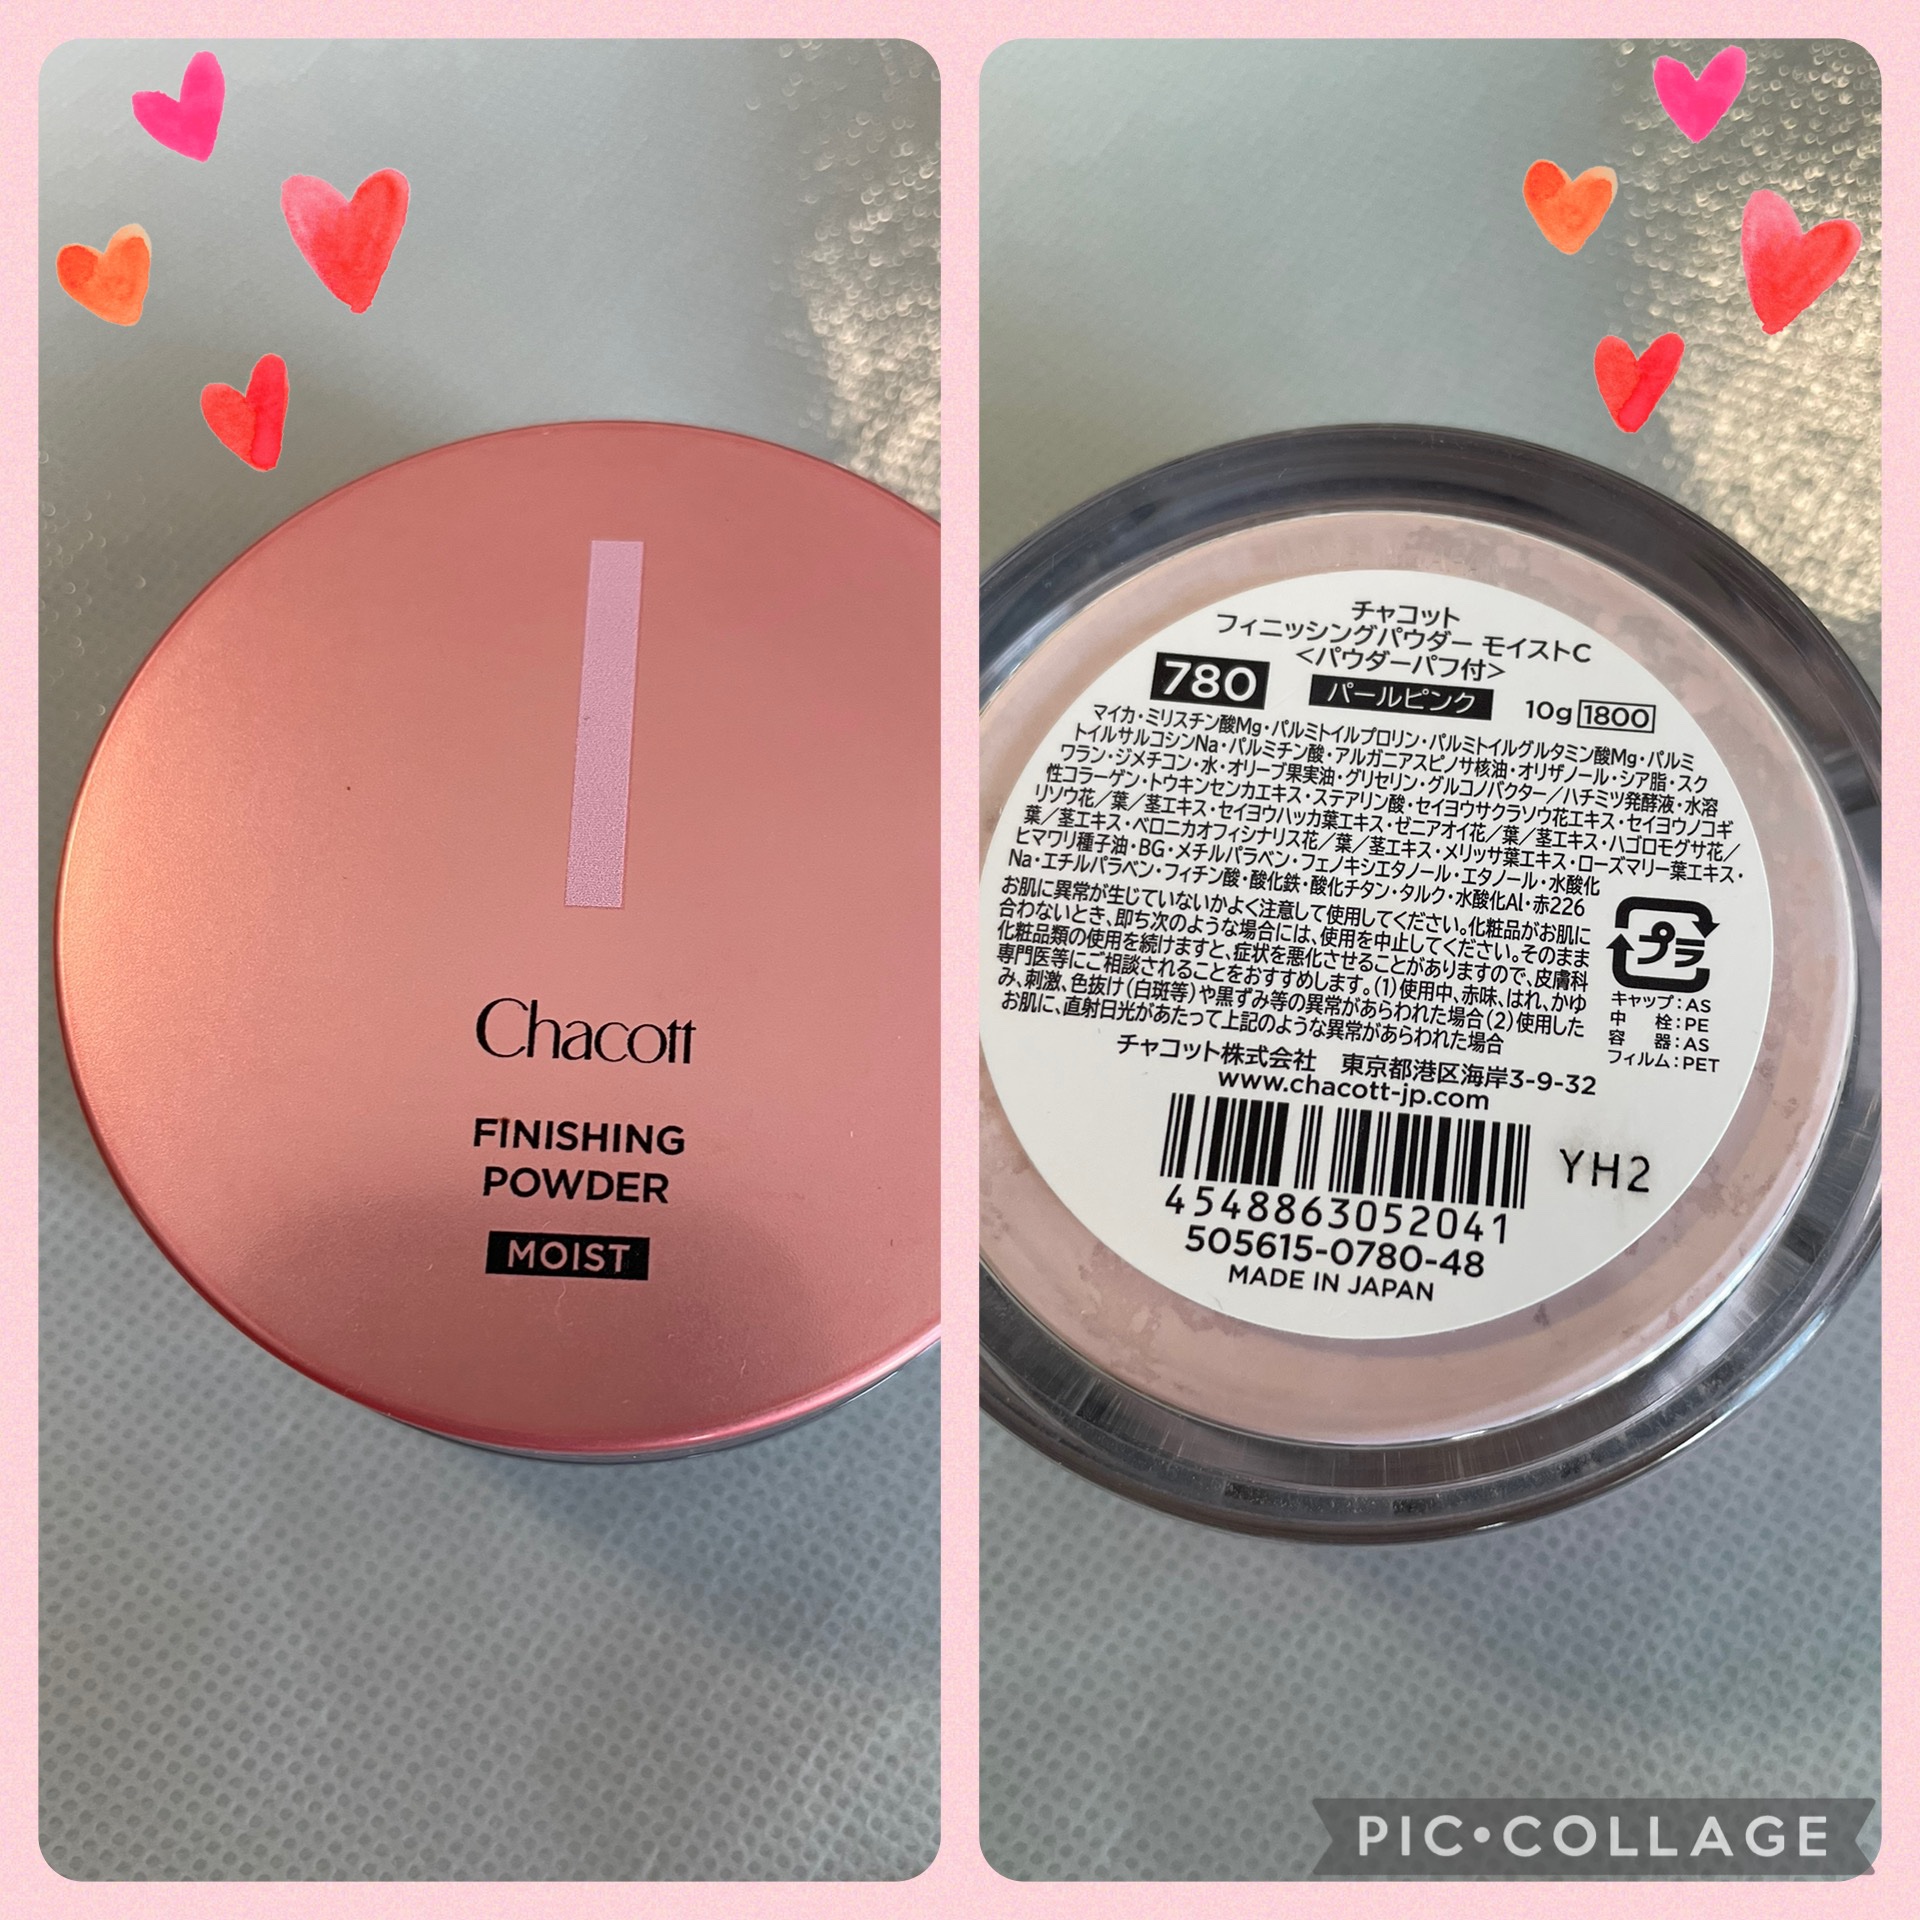 Chacott
FINISHING
POWDER
MOIST
チャコット
フィニッシングパウダー モイストC
<パウダーパフ付>
780 パールピンク 10g 1800
マイカ・ミリスチン酸Mg・パルミトイルプロリン・パルミトイルグルタミン酸Mg・パルミ
トイルサルコシンNa・パルミチン酸・アルガニアスピノサ核油・オリザノール・シア脂・スク
ワラン・ジメチコン・水・オリーブ果実油・グリセリン・グルコノバクター/ハチミツ発酵液・水溶
性コラーゲン・トウキンセンカエキス・ステアリン酸・セイヨウサクラソウ花エキス・セイヨウノコギ
リソウ花/葉/茎エキス・セイヨウハッカ葉エキス・ゼニアオイ花/葉/茎エキス・ハゴロモグサ花/
葉/茎エキス・ベロニカオフィシナリス花/葉/茎エキス・メリッサ葉エキス・ローズマリー葉エキス・
ヒマワリ種子油・BG・メチルパラベン・フェノキシエタノール・エタノール・水酸化
Na・エチルパラベン・フィチン酸・酸化鉄・酸化チタン・タルク・水酸化Al・赤226
お肌に異常が生じていないかよく注意して使用してください。化粧品がお肌に
合わないとき、即ち次のような場合には、使用を中止してください。そのまま
化粧品類の使用を続けますと、症状を悪化させることがありますので、皮膚科
専門医等にご相談されることをおすすめします。(1)使用中、赤味、はれ、かゆ
み、刺激、色抜け(白斑等)や黒ずみ等の異常があらわれた場合(2)使用した
お肌に、直射日光があたって上記のような異常があらわれた場合
プラ
キャップ:AS
中 栓:PE
容 器:AS
フィルム:PET
チャコット株式会社 東京都港区海岸3-9-32
www.chacott-jp.com
YH2
4548863052041
505615-0780-48
MADE IN JAPAN
PIC•COLLAGE